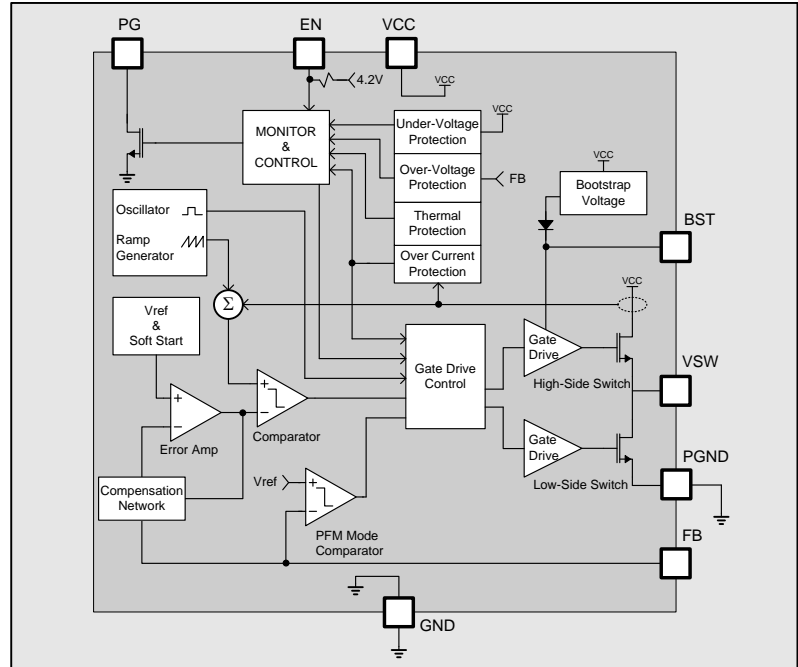 PG
EN
VCC
4.2V
VCC
MONITOR
&
CONTROL
Under-Voltage
Protection
VCC
Over-Voltage
Protection
FB
Thermal
Protection
Over Current
Protection
VCC
Bootstrap
Voltage
BST
Oscillator
Ramp
Generator
Σ
VCC
Vref
&
Soft Start
Gate Drive
Control
Gate
Drive
High-Side Switch
VSW
+
−
Error Amp
+
−
Comparator
Gate
Drive
Low-Side Switch
PGND
Compensation
Network
Vref
+
−
PFM Mode
Comparator
FB
GND